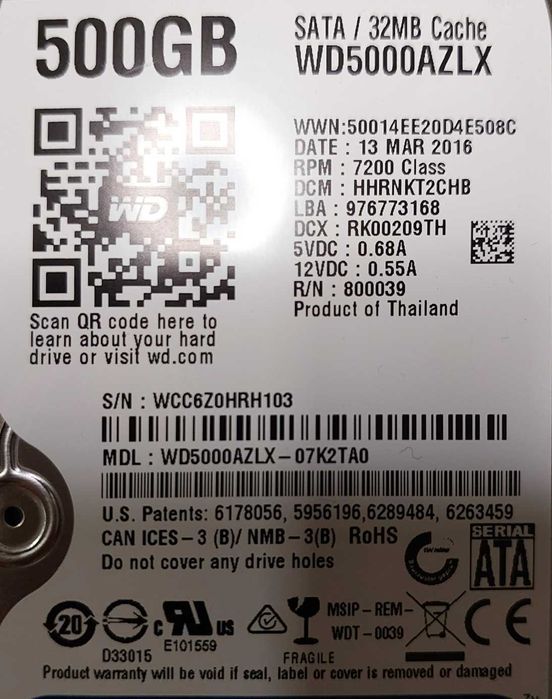 500GB
SATA / 32MB Cache
WD5000AZLX
WWN:50014EE20D4E508C
DATE : 13 MAR 2016
RPM : 7200 Class
DCM : HHRNKT2CHB
LBA : 976773168
DCX : RK00209TH
5VDC : 0.68A
12VDC : 0.55A
R/N : 800039
Product of Thailand
WD
Scan QR code here to
learn about your hard
drive or visit wd.com
S/N : WCC6Z0HRH103
MDL : WD5000AZLX-07K2TA0
U.S. Patents: 6178056, 5956196,6289484, 6263459
CAN ICES-3 (B)/ NMB-3(B) RoHS
Do not cover any drive holes
SERIAL
SATA
20
D33015
c UL us
E101559
FRAGILE
MSIP-REM-
WDT-0039
CE
Product warranty will be void if seal, label or cover is removed or damaged